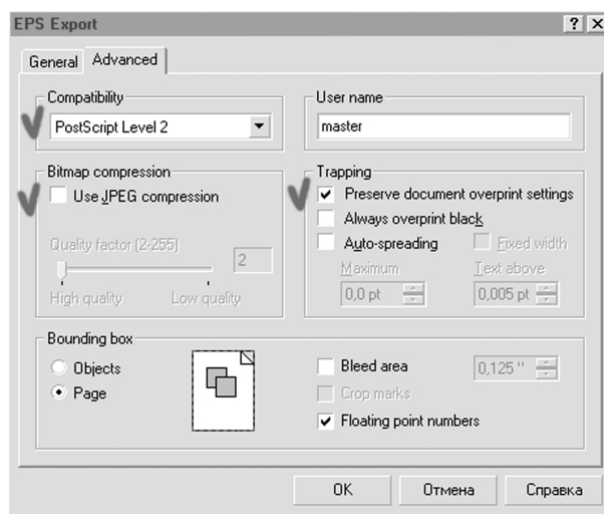 EPS Export
General Advanced
Compatibility
PostScript Level 2
User name
master
Bitmap compression
Use JPEG compression
Quality factor (2-255)
2
High quality Low quality
Trapping
Preserve document overprint settings
Always overprint black
Auto-spreading Fixed width
Maximum Text above
0,0 pt 0,005 pt
Bounding box
Objects
Page
Bleed area 0,125 "
Crop marks
Floating point numbers
OK Отмена Справка